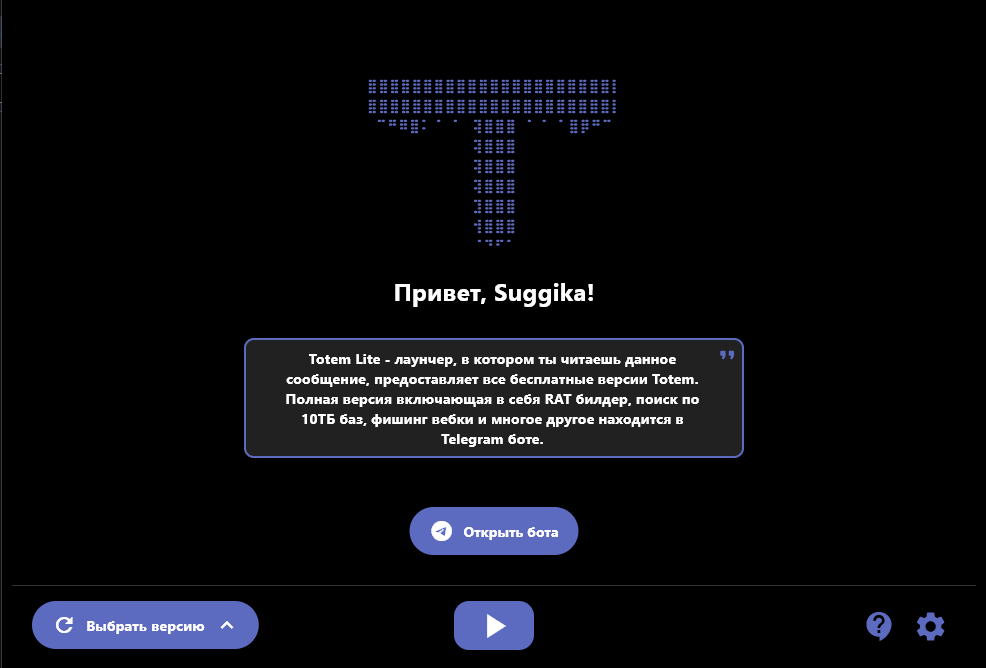 Привет, Suggika!
Totem Lite - лаунчер, в котором ты читаешь данное
сообщение, предоставляет все бесплатные версии Totem.
Полная версия включающая в себя RAT билдер, поиск по
10ТБ баз, фишинг вебки и многое другое находится в
Telegram боте.
Открыть бота
Выбрать версию